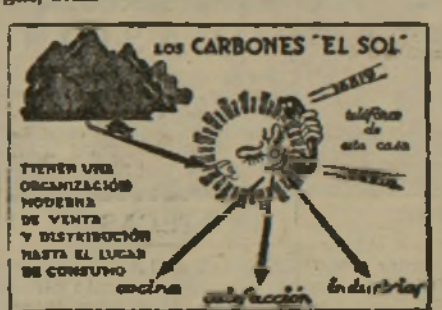 LOS CARBONES "EL SOL"
teléfonos
de
esta casa
TIENEN UNA
ORGANIZACIÓN
MODERNA
DE VENTA
Y DISTRIBUCIÓN
HASTA EL LUGAR
DE CONSUMO
cocina
calefacción
industrias